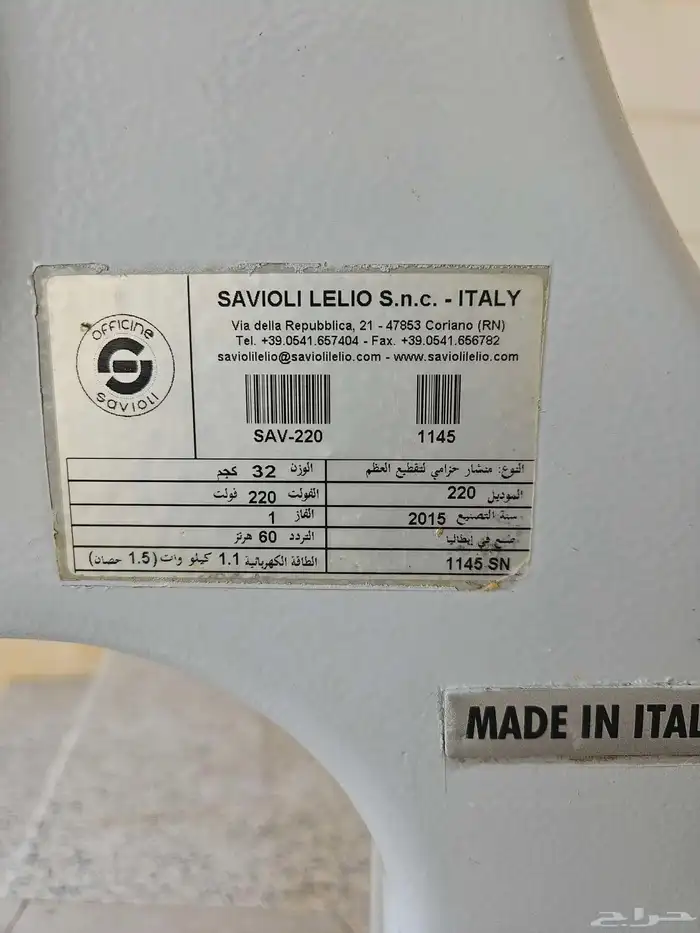 officine
savioli
SAVIOLI LELIO S.n.c. - ITALY
Via della Repubblica, 21 - 47853 Coriano (RN)
Tel. +39.0541.657404 - Fax. +39.0541.656782
saviolilelio@saviolilelio.com - www.saviolilelio.com
SAV-220 1145
النوع: منشار حزامي لتقطيع العظم الوزن 32 كجم
الموديل 220 الفولت 220 فولت
سنة التصنيع 2015 الفاز 1
صنع في إيطاليا التردد 60 هرتز
1145 SN الطاقة الكهربائية 1.1 كيلو وات (1.5 حصان)
MADE IN ITAL
حراج